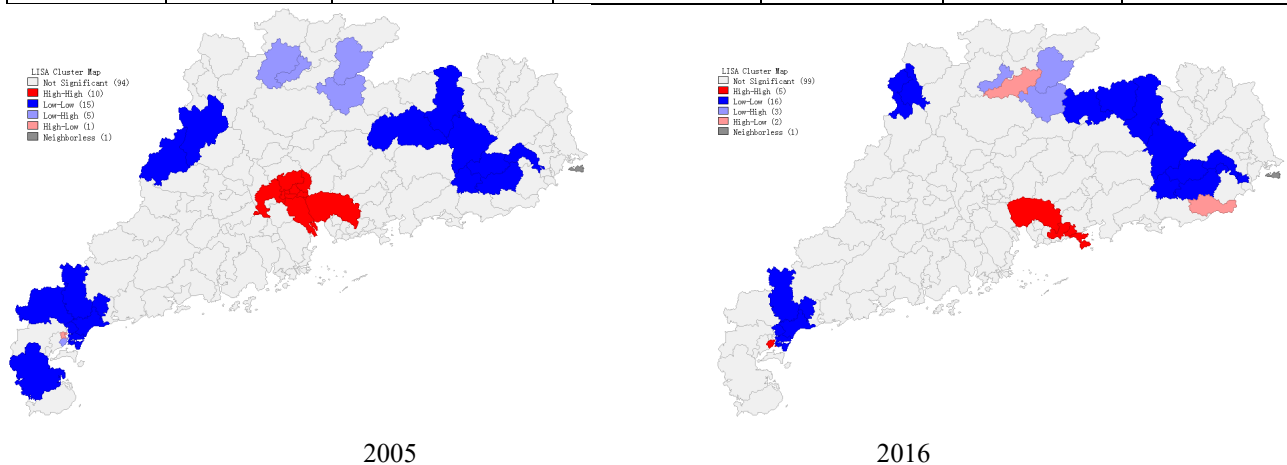 LISA Cluster Map
Not Significant (94)
High-High (10)
Low-Low (15)
Low-High (5)
High-Low (1)
Neighborless (1)
LISA Cluster Map
Not Significant (99)
High-High (5)
Low-Low (16)
Low-High (3)
High-Low (2)
Neighborless (1)
2005
2016